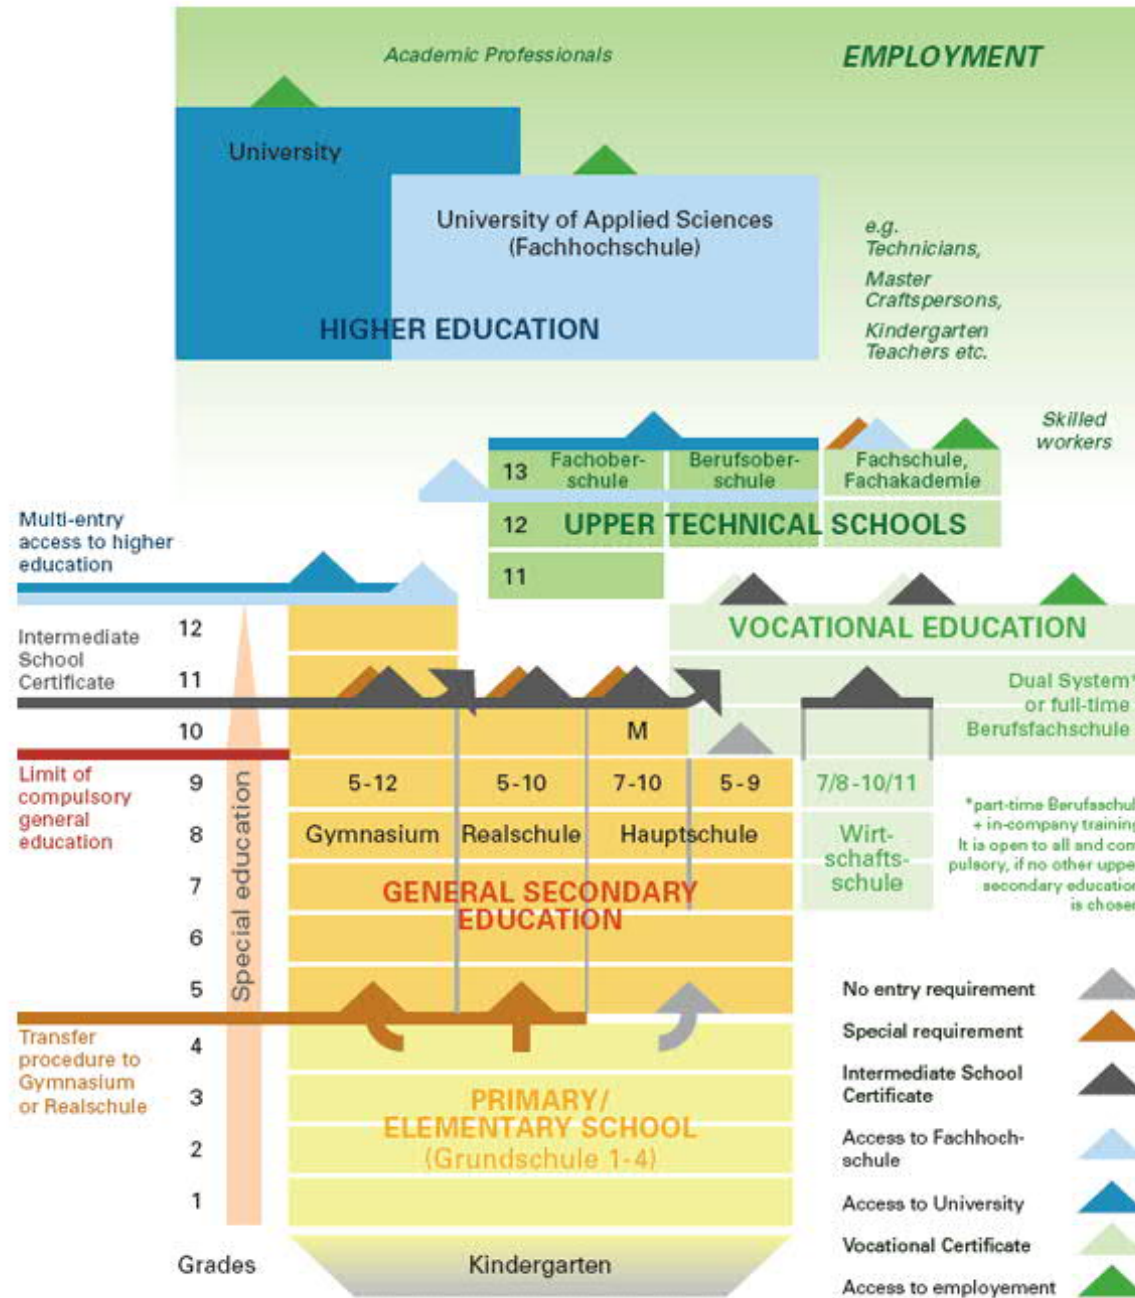 Academic Professionals
EMPLOYMENT
University
University of Applied Sciences
(Fachhochschule)
HIGHER EDUCATION
e.g.
Technicians,
Master
Craftspersons,
Kindergarten
Teachers etc.
Skilled
workers
13
Fachober-
schule
Berufsober-
schule
Fachschule,
Fachakademie
12
UPPER TECHNICAL SCHOOLS
11
Multi-entry
access to higher
education
Intermediate
School
Certificate
12
11
10
VOCATIONAL EDUCATION
Dual System*
or full-time
Berufsfachschule
M
Limit of
compulsory
general
education
9
5-12
5-10
7-10
5-9
7/8-10/11
8
Gymnasium
Realschule
Hauptschule
Wirt-
schafts-
schule
*part-time Berufsschul
+ in-company training
It is open to all and com
pulsory, if no other upper
secondary education
is chosen
7
GENERAL SECONDARY
EDUCATION
6
5
Special education
Transfer
procedure to
Gymnasium
or Realschule
4
3
PRIMARY/
ELEMENTARY SCHOOL
(Grundschule 1-4)
2
1
Grades
Kindergarten
No entry requirement
Special requirement
Intermediate School
Certificate
Access to Fachhoch-
schule
Access to University
Vocational Certificate
Access to employement